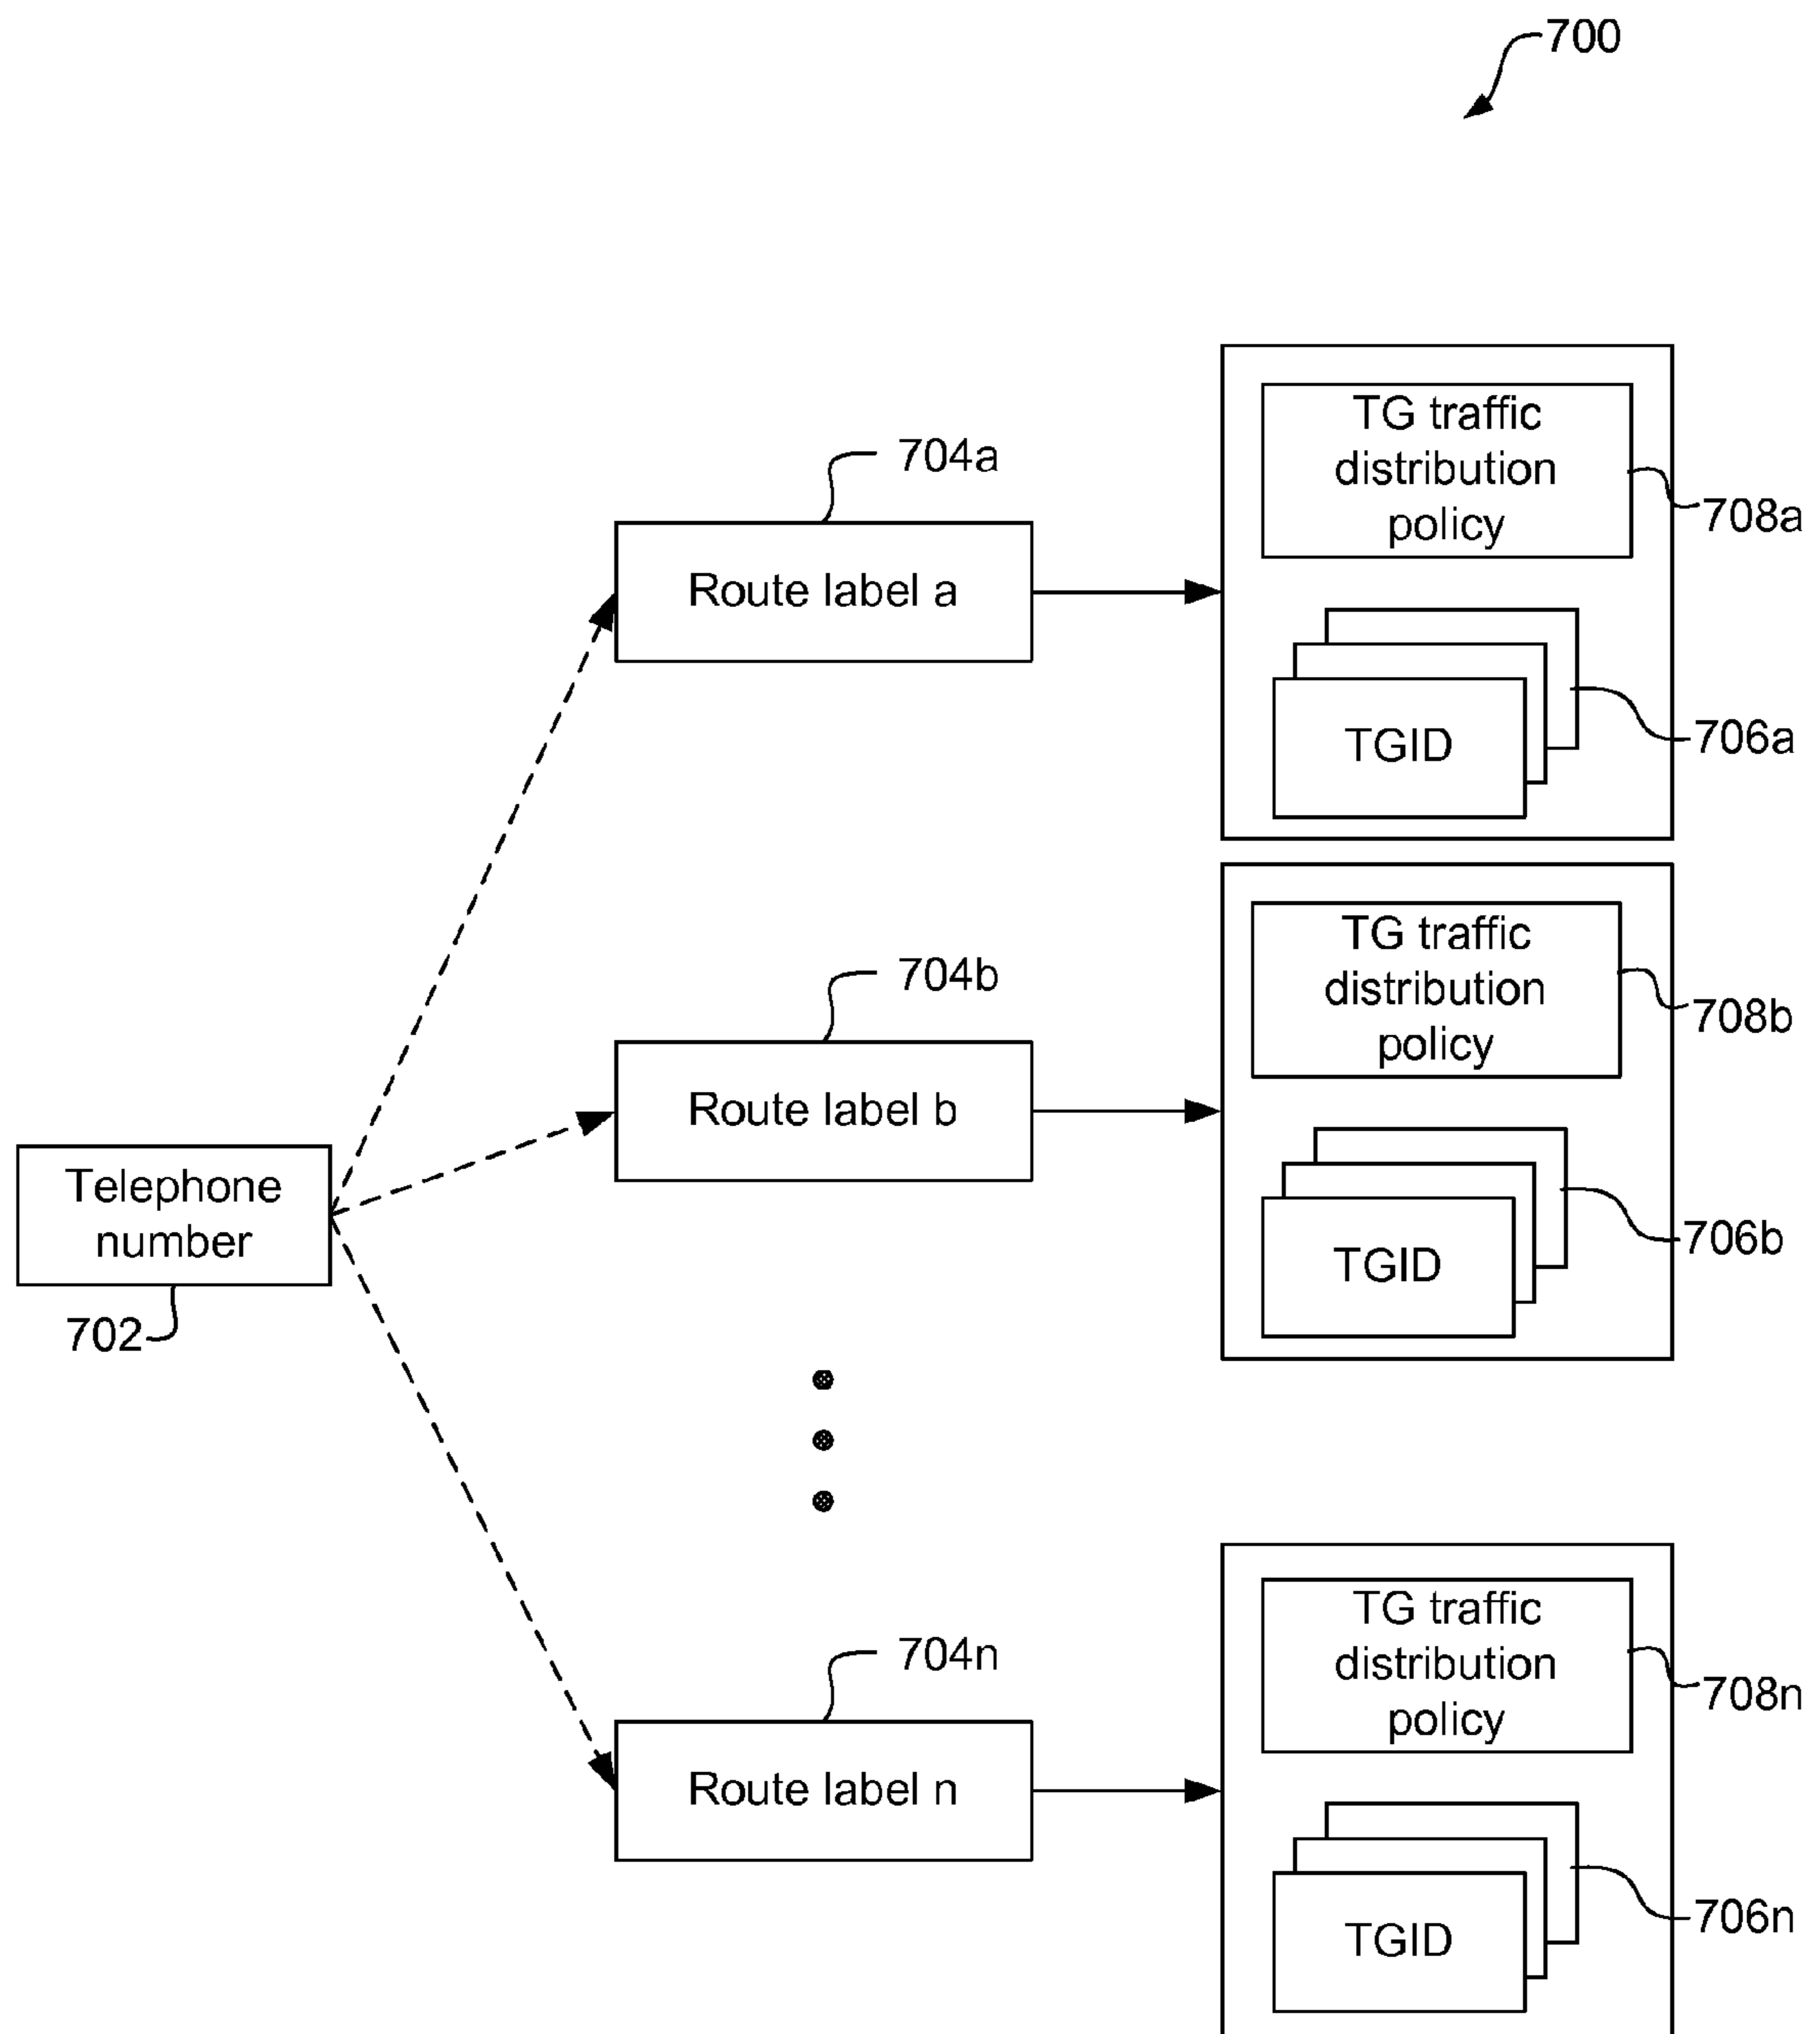 700
704a
Route label a
TG traffic
distribution
policy
708a
TGID
706a
704b
Route label b
TG traffic
distribution
policy
708b
TGID
706b
Telephone
number
702
704n
Route label n
TG traffic
distribution
policy
708n
TGID
706n